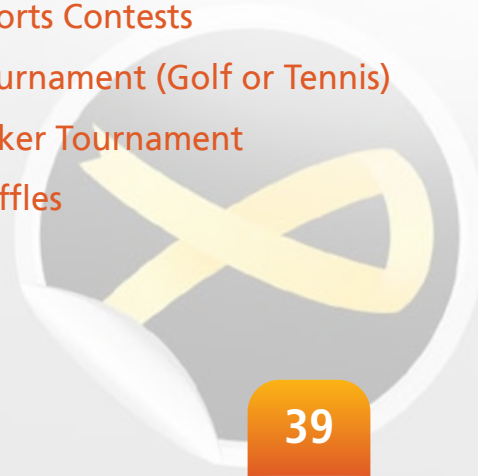 orts Contests
urnament (Golf or Tennis)
ker Tournament
ffles
39